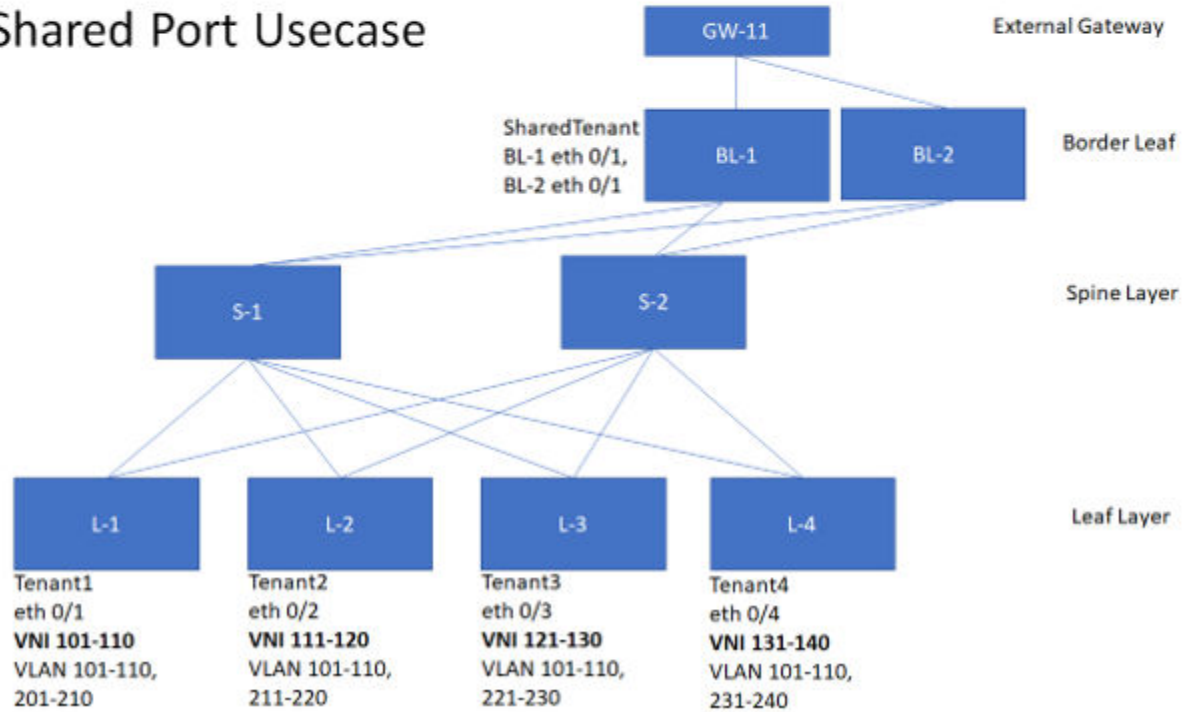 Shared Port Usecase
GW-11
External Gateway
SharedTenant
BL-1 eth 0/1,
BL-2 eth 0/1
BL-1
BL-2
Border Leaf
S-1
S-2
Spine Layer
L-1
L-2
L-3
L-4
Leaf Layer
Tenant1
eth 0/1
VNI 101-110
VLAN 101-110,
201-210
Tenant2
eth 0/2
VNI 111-120
VLAN 101-110,
211-220
Tenant3
eth 0/3
VNI 121-130
VLAN 101-110,
221-230
Tenant4
eth 0/4
VNI 131-140
VLAN 101-110,
231-240